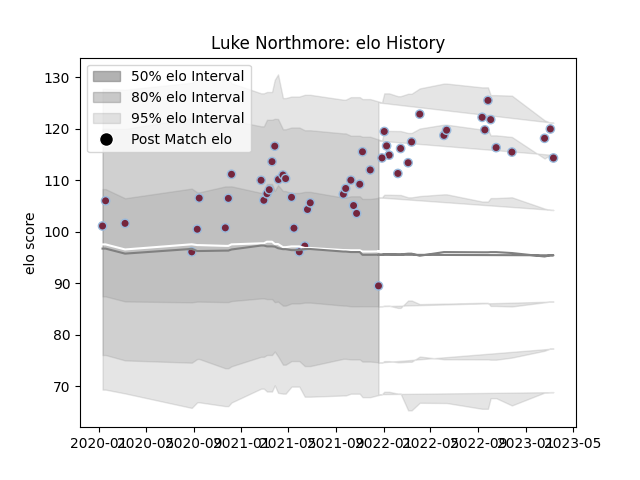 Luke Northmore: elo History
130
120
110
100
90
80
70
elo score
50% elo Interval
80% elo Interval
95% elo Interval
Post Match elo
2020-01 2020-05 2020-09 2021-01 2021-05 2021-09 2022-01 2022-05 2022-09 2023-01 2023-05